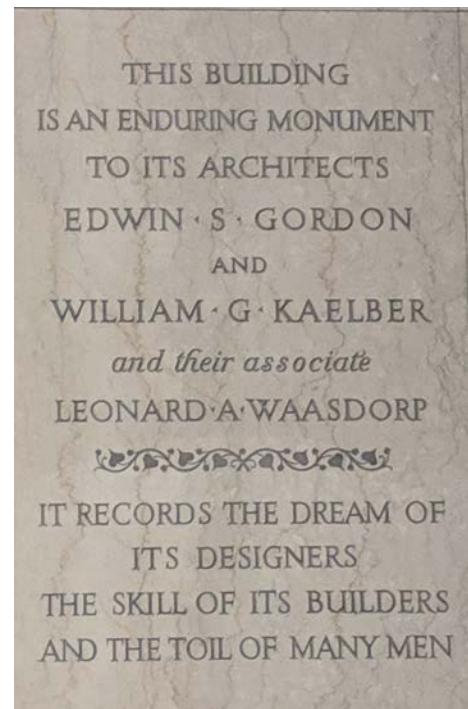 THIS BUILDING
IS AN ENDURING MONUMENT
TO ITS ARCHITECTS
EDWIN · S · GORDON
AND
WILLIAM · G · KAELBER
and their associate
LEONARD · A · WAASDORP
IT RECORDS THE DREAM OF
ITS DESIGNERS
THE SKILL OF ITS BUILDERS
AND THE TOIL OF MANY MEN